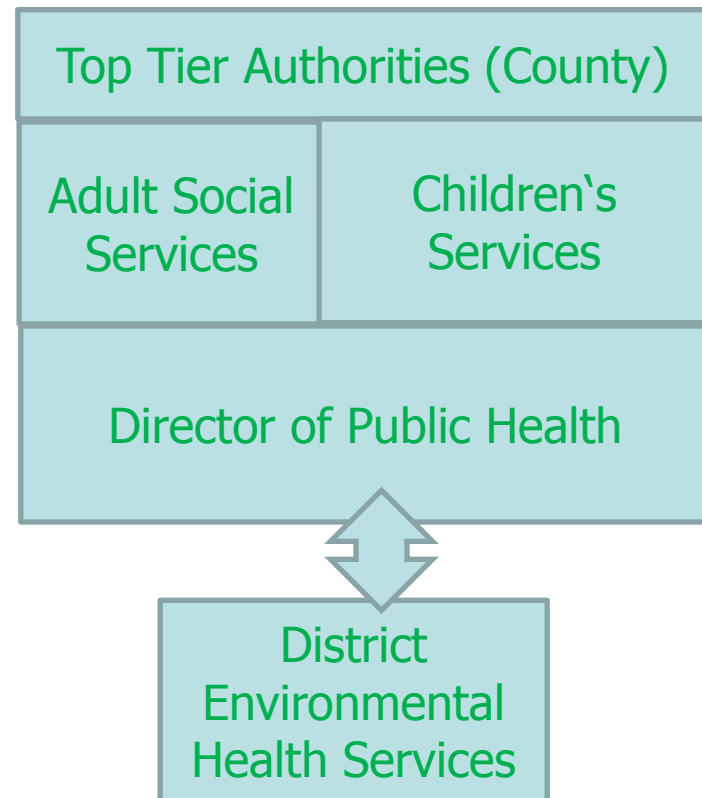 Top Tier Authorities (County)
Adult Social
Services
Children‘s
Services
Director of Public Health
District
Environmental
Health Services